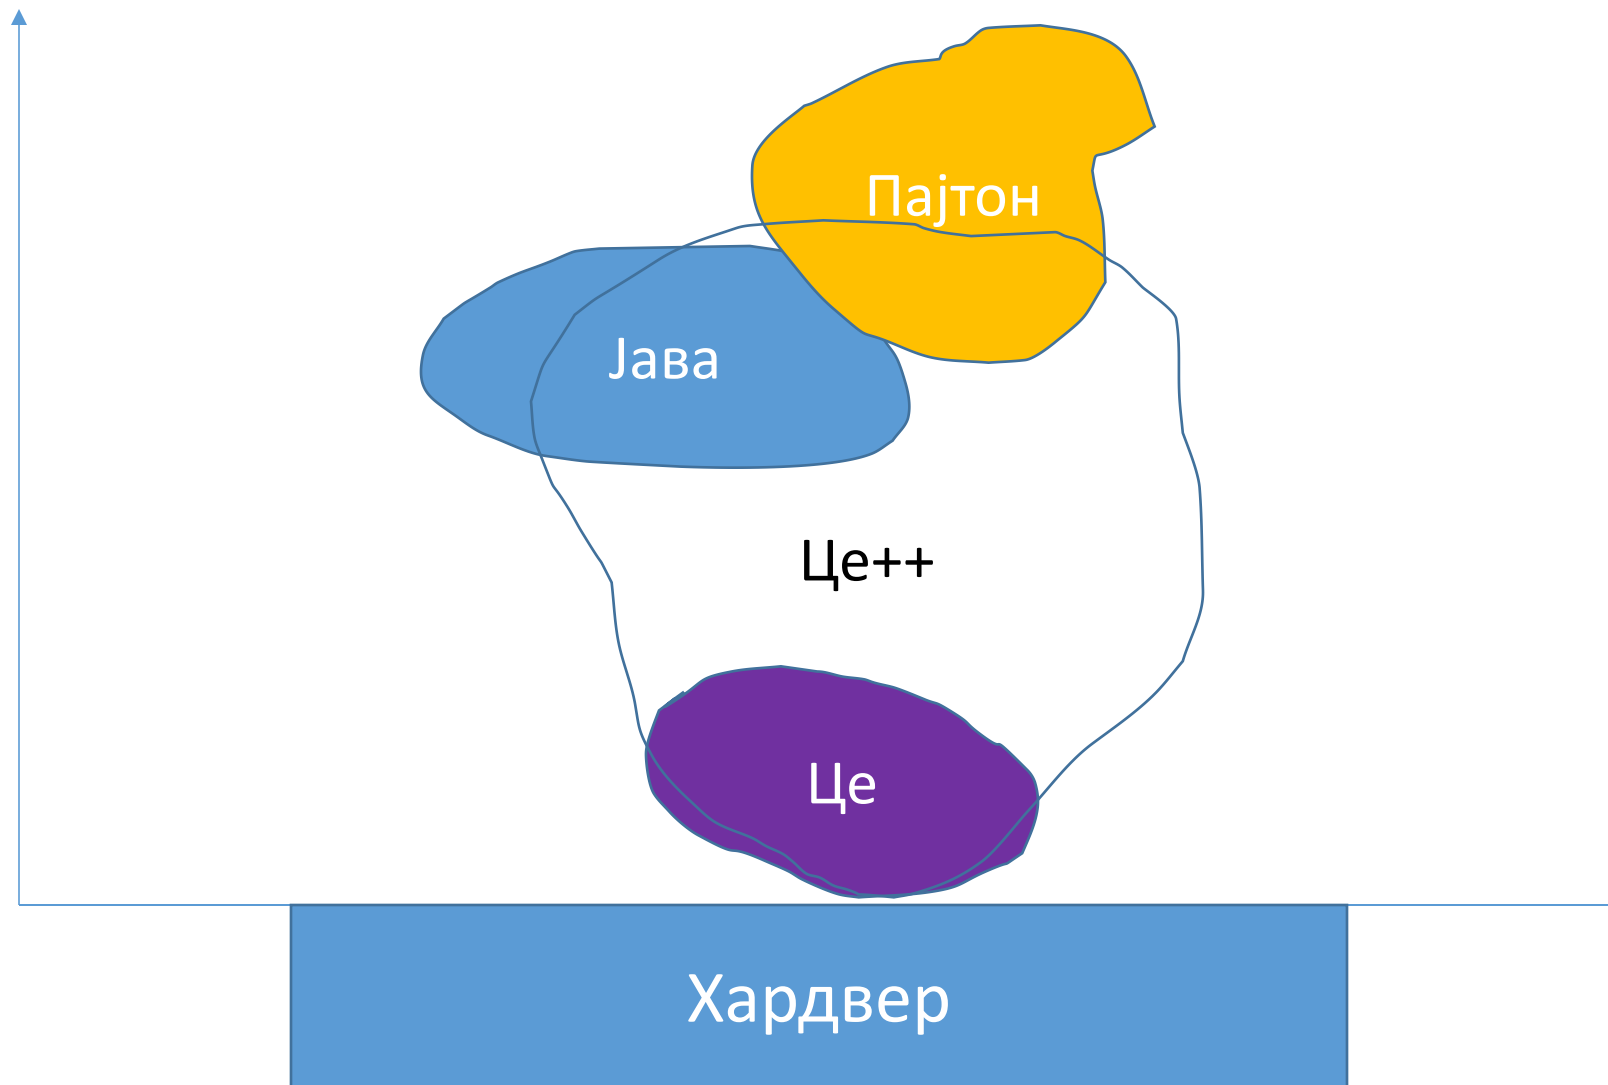 Пајтон
Јава
Це++
Це
Хардвер